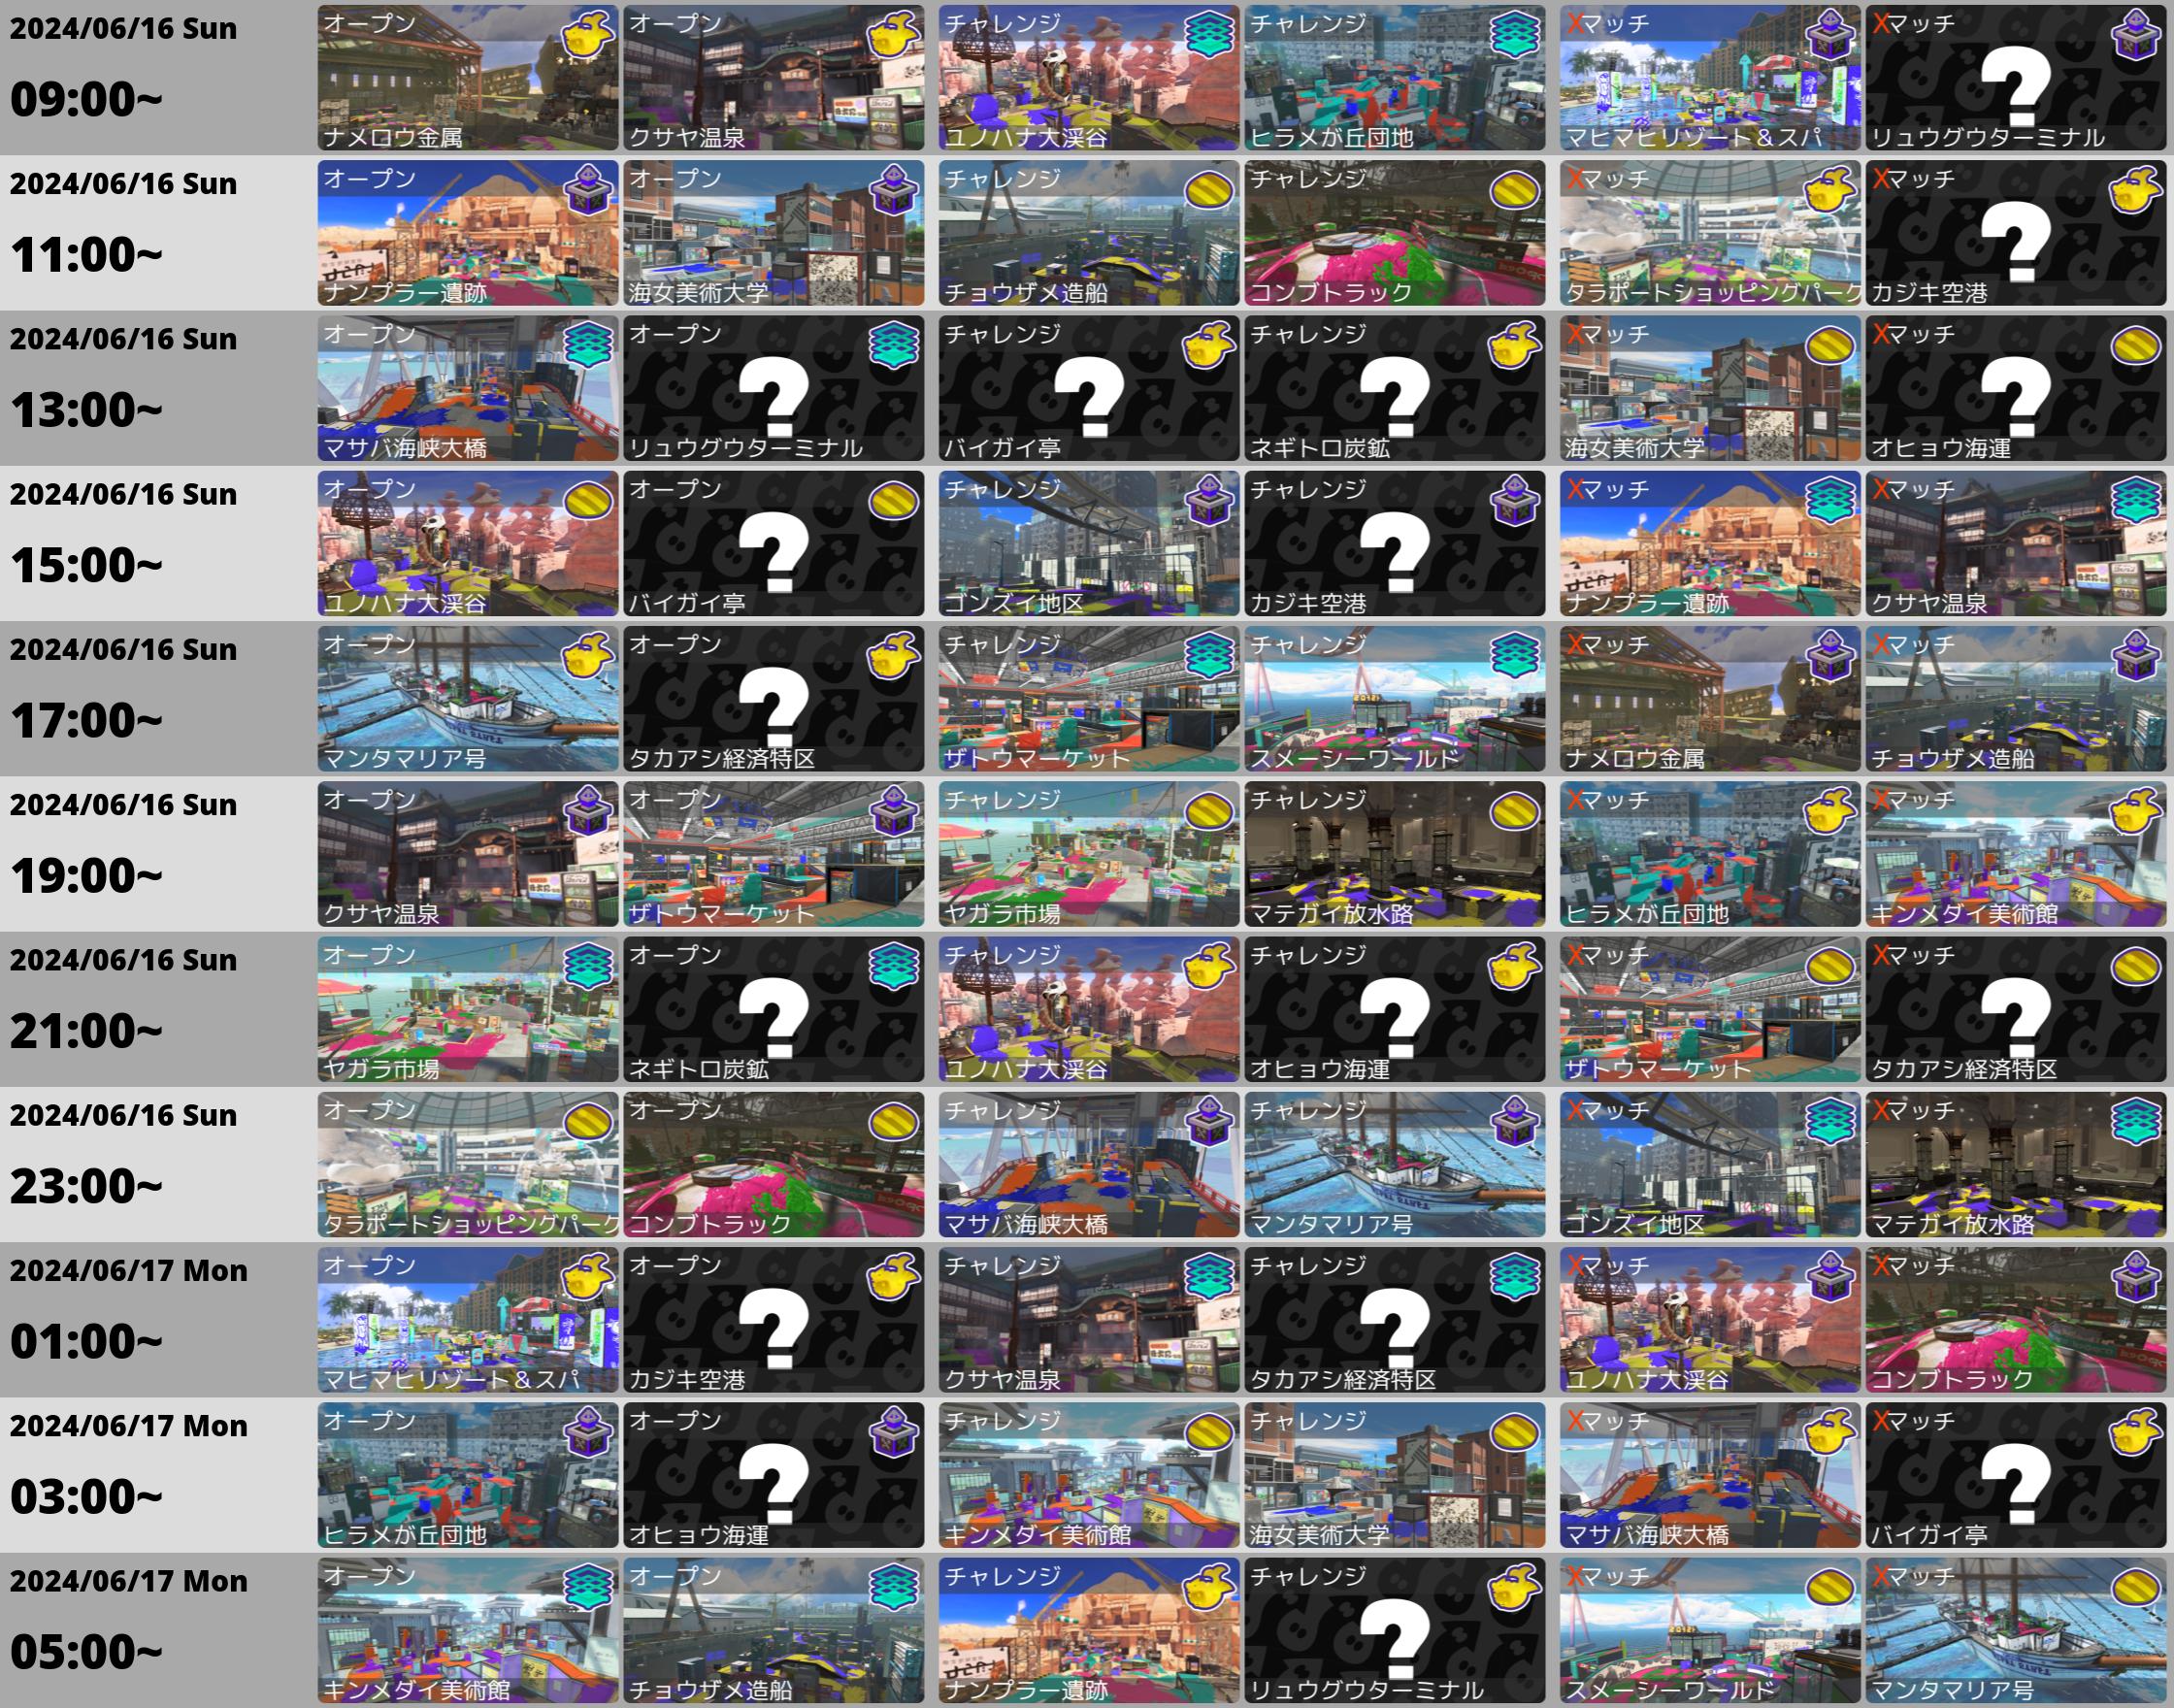 2024/06/16 Sun
09:00~
オープン オープン チャレンジ チャレンジ Xマッチ Xマッチ
ナメロウ金属 クサヤ温泉 ユノハナ大渓谷 ヒラメが丘団地 マヒマヒリゾート＆スパ リュウグウターミナル
2024/06/16 Sun
11:00~
オープン オープン チャレンジ チャレンジ Xマッチ Xマッチ
ナンプラー遺跡 海女美術大学 チョウザメ造船 コンブトラック タラポートショッピングパーク カジキ空港
2024/06/16 Sun
13:00~
オープン オープン チャレンジ チャレンジ Xマッチ Xマッチ
マサバ海峡大橋 リュウグウターミナル バイガイ亭 ネギトロ炭鉱 海女美術大学 オヒョウ海運
2024/06/16 Sun
15:00~
オープン オープン チャレンジ チャレンジ Xマッチ Xマッチ
ユノハナ大渓谷 バイガイ亭 ゴンズイ地区 カジキ空港 ナンプラー遺跡 クサヤ温泉
2024/06/16 Sun
17:00~
オープン オープン チャレンジ チャレンジ Xマッチ Xマッチ
マンタマリア号 タカアシ経済特区 ザトウマーケット スメーシーワールド ナメロウ金属 チョウザメ造船
2024/06/16 Sun
19:00~
オープン オープン チャレンジ チャレンジ Xマッチ Xマッチ
クサヤ温泉 ザトウマーケット ヤガラ市場 マテガイ放水路 ヒラメが丘団地 キンメダイ美術館
2024/06/16 Sun
21:00~
オープン オープン チャレンジ チャレンジ Xマッチ Xマッチ
ヤガラ市場 ネギトロ炭鉱 ユノハナ大渓谷 オヒョウ海運 ザトウマーケット タカアシ経済特区
2024/06/16 Sun
23:00~
オープン オープン チャレンジ チャレンジ Xマッチ Xマッチ
タラポートショッピングパーク コンブトラック マサバ海峡大橋 マンタマリア号 ゴンズイ地区 マテガイ放水路
2024/06/17 Mon
01:00~
オープン オープン チャレンジ チャレンジ Xマッチ Xマッチ
マヒマヒリゾート＆スパ カジキ空港 クサヤ温泉 タカアシ経済特区 ユノハナ大渓谷 コンブトラック
2024/06/17 Mon
03:00~
オープン オープン チャレンジ チャレンジ Xマッチ Xマッチ
ヒラメが丘団地 オヒョウ海運 キンメダイ美術館 海女美術大学 マサバ海峡大橋 バイガイ亭
2024/06/17 Mon
05:00~
オープン オープン チャレンジ チャレンジ Xマッチ Xマッチ
キンメダイ美術館 チョウザメ造船 ナンプラー遺跡 リュウグウターミナル スメーシーワールド マンタマリア号